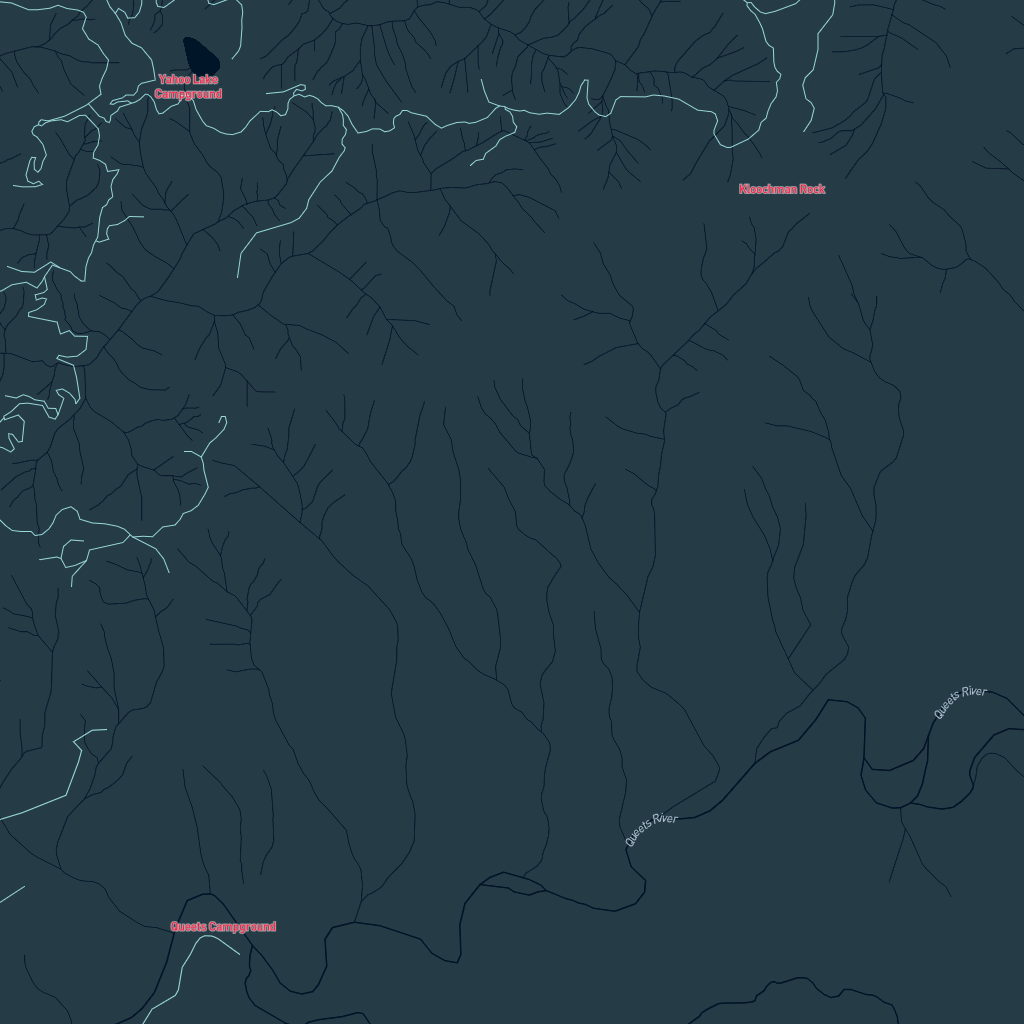 Yahoo Lake
Campground
Kloochman Rock
Queets River
Queets River
Queets Campground